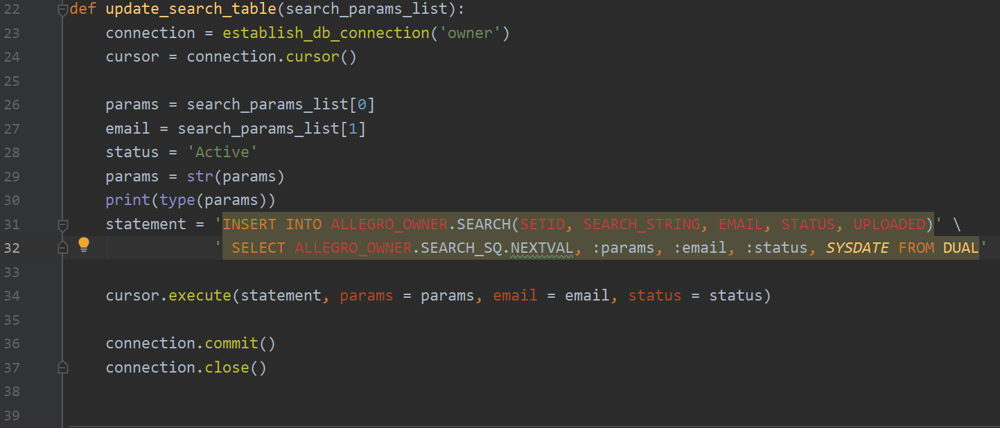 22 def update_search_table(search_params_list):
23     connection = establish_db_connection('owner')
24     cursor = connection.cursor()
25
26     params = search_params_list[0]
27     email = search_params_list[1]
28     status = 'Active'
29     params = str(params)
30     print(type(params))
31     statement = 'INSERT INTO ALLEGRO_OWNER.SEARCH(SETID, SEARCH_STRING, EMAIL, STATUS, UPLOADED)' \
32                 ' SELECT ALLEGRO_OWNER.SEARCH_SQ.NEXTVAL, :params, :email, :status, SYSDATE FROM DUAL'
33
34     cursor.execute(statement, params = params, email = email, status = status)
35
36     connection.commit()
37     connection.close()
38
39